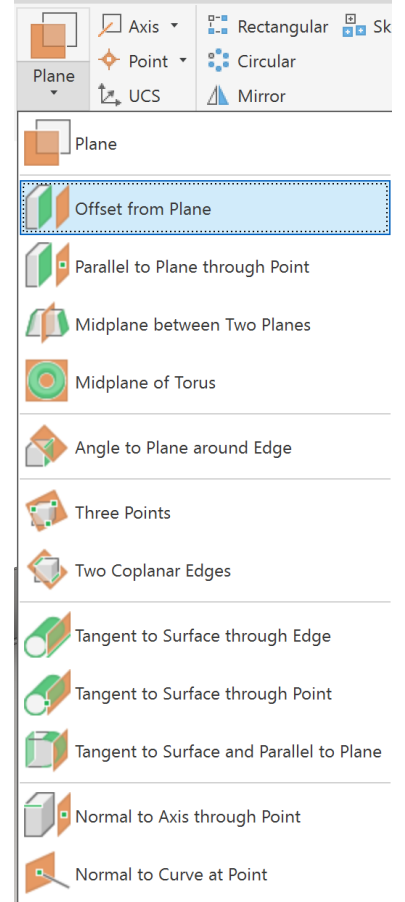 Plane
Axis
Point
UCS
Rectangular
Circular
Mirror
Sk
Plane
Offset from Plane
Parallel to Plane through Point
Midplane between Two Planes
Midplane of Torus
Angle to Plane around Edge
Three Points
Two Coplanar Edges
Tangent to Surface through Edge
Tangent to Surface through Point
Tangent to Surface and Parallel to Plane
Normal to Axis through Point
Normal to Curve at Point